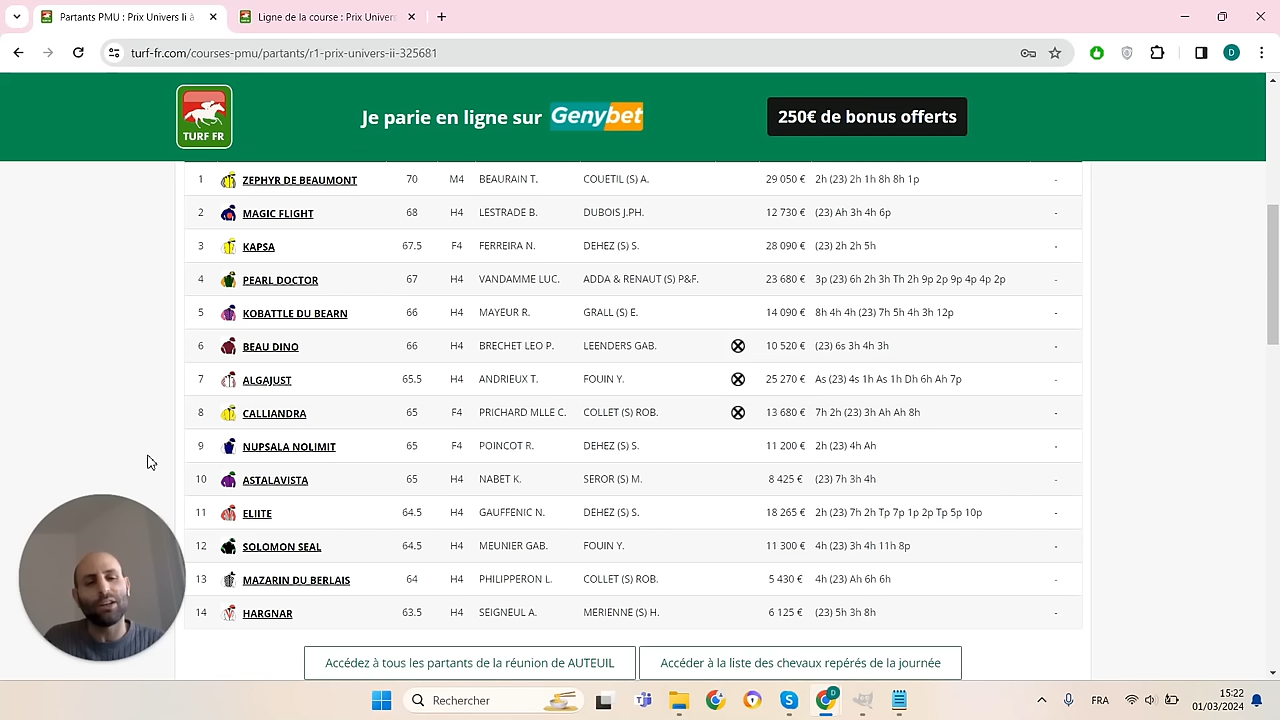 Partants PMU : Prix Univers Ii à
Ligne de la course : Prix Univers
turf-fr.com/courses-pmu/partants/r1-prix-univers-ii-325681
D
TURF FR
Je parie en ligne sur Genybet
250€ de bonus offerts
1 ZEPHYR DE BEAUMONT 70 M4 BEAURAIN T. COUETIL (S) A. 29 050 € 2h (23) 2h 1h 8h 8h 1p -
2 MAGIC FLIGHT 68 H4 LESTRADE B. DUBOIS J.PH. 12 730 € (23) Ah 3h 4h 6p -
3 KAPSA 67.5 F4 FERREIRA N. DEHEZ (S) S. 28 090 € (23) 2h 2h 5h -
4 PEARL DOCTOR 67 H4 VANDAMME LUC. ADDA & RENAUT (S) P&F. 23 680 € 3p (23) 6h 2h 3h Th 2h 9p 2p 9p 4p 4p 2p -
5 KOBATTLE DU BEARN 66 H4 MAYEUR R. GRALL (S) E. 14 090 € 8h 4h 4h (23) 7h 5h 4h 3h 12p -
6 BEAU DINO 66 H4 BRECHET LEO P. LEENDERS GAB. 10 520 € (23) 6s 3h 4h 3h -
7 ALGAJUST 65.5 H4 ANDRIEUX T. FOUIN Y. 25 270 € As (23) 4s 1h As 1h Dh 6h Ah 7p -
8 CALLIANDRA 65 F4 PRICHARD MLLE C. COLLET (S) ROB. 13 680 € 7h 2h (23) 3h Ah Ah 8h -
9 NUPSALA NOLIMIT 65 F4 POINCOT R. DEHEZ (S) S. 11 200 € 2h (23) 4h Ah -
10 ASTALAVISTA 65 H4 NABET K. SEROR (S) M. 8 425 € (23) 7h 3h 4h -
11 ELIITE 64.5 H4 GAUFFENIC N. DEHEZ (S) S. 18 265 € 2h (23) 7h 2h Tp 7p 1p 2p Tp 5p 10p -
12 SOLOMON SEAL 64.5 H4 MEUNIER GAB. FOUIN Y. 11 300 € 4h (23) 3h 4h 11h 8p -
13 MAZARIN DU BERLAIS 64 H4 PHILIPPERON L. COLLET (S) ROB. 5 430 € 4h (23) Ah 6h 6h -
14 HARGNAR 63.5 H4 SEIGNEUL A. MERIENNE (S) H. 6 125 € (23) 5h 3h 8h -
Accédez à tous les partants de la réunion de AUTEUIL
Accéder à la liste des chevaux repérés de la journée
Rechercher
D
FRA
15:22
01/03/2024